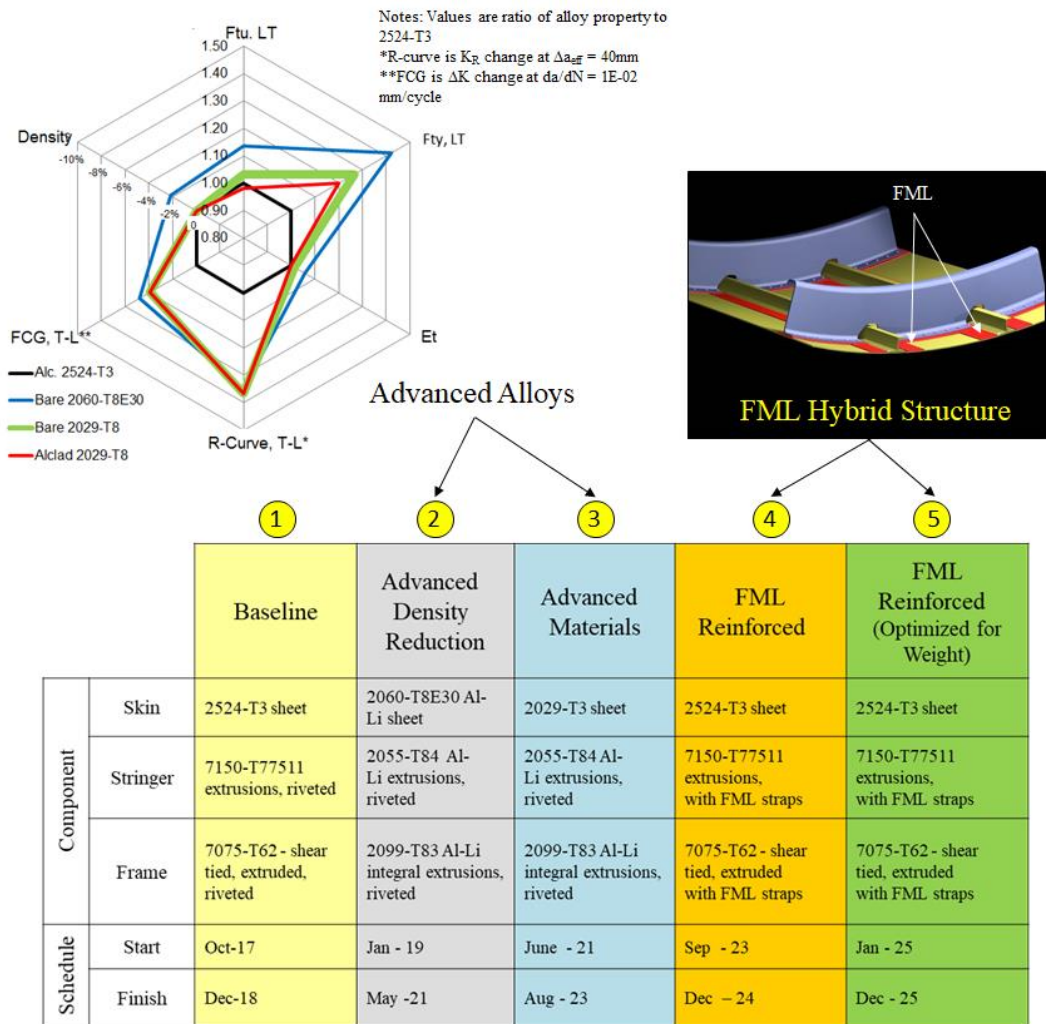 Notes: Values are ratio of alloy property to
2524-T3
*R-curve is KR change at Δaeff = 40mm
**FCG is ΔK change at da/dN = 1E-02
mm/cycle
Ftu. LT
1.50
1.40
1.30
1.20
1.10
1.00
0.90
0.80
Density
-10%
-8%
-6%
-4%
-2%
0
Fty, LT
Et
R-Curve, T-L*
FCG, T-L**
Alc. 2524-T3
Bare 2060-T8E30
Bare 2029-T8
Alclad 2029-T8
FML
FML Hybrid Structure
Advanced Alloys
1
2
3
4
5
Baseline
Advanced
Density
Reduction
Advanced
Materials
FML
Reinforced
FML
Reinforced
(Optimized for
Weight)
Component
Skin
2524-T3 sheet
2060-T8E30 Al-
Li sheet
2029-T3 sheet
2524-T3 sheet
2524-T3 sheet
Stringer
7150-T77511
extrusions, riveted
2055-T84 Al-
Li extrusions,
riveted
2055-T84 Al-
Li extrusions,
riveted
7150-T77511
extrusions,
with FML straps
7150-T77511
extrusions,
with FML straps
Frame
7075-T62 - shear
tied, extruded,
riveted
2099-T83 Al-Li
integral extrusions,
riveted
2099-T83 Al-Li
integral extrusions,
riveted
7075-T62 - shear
tied, extruded
with FML straps
7075-T62 - shear
tied, extruded
with FML straps
Schedule
Start
Oct-17
Jan - 19
June - 21
Sep - 23
Jan - 25
Finish
Dec-18
May -21
Aug - 23
Dec – 24
Dec - 25